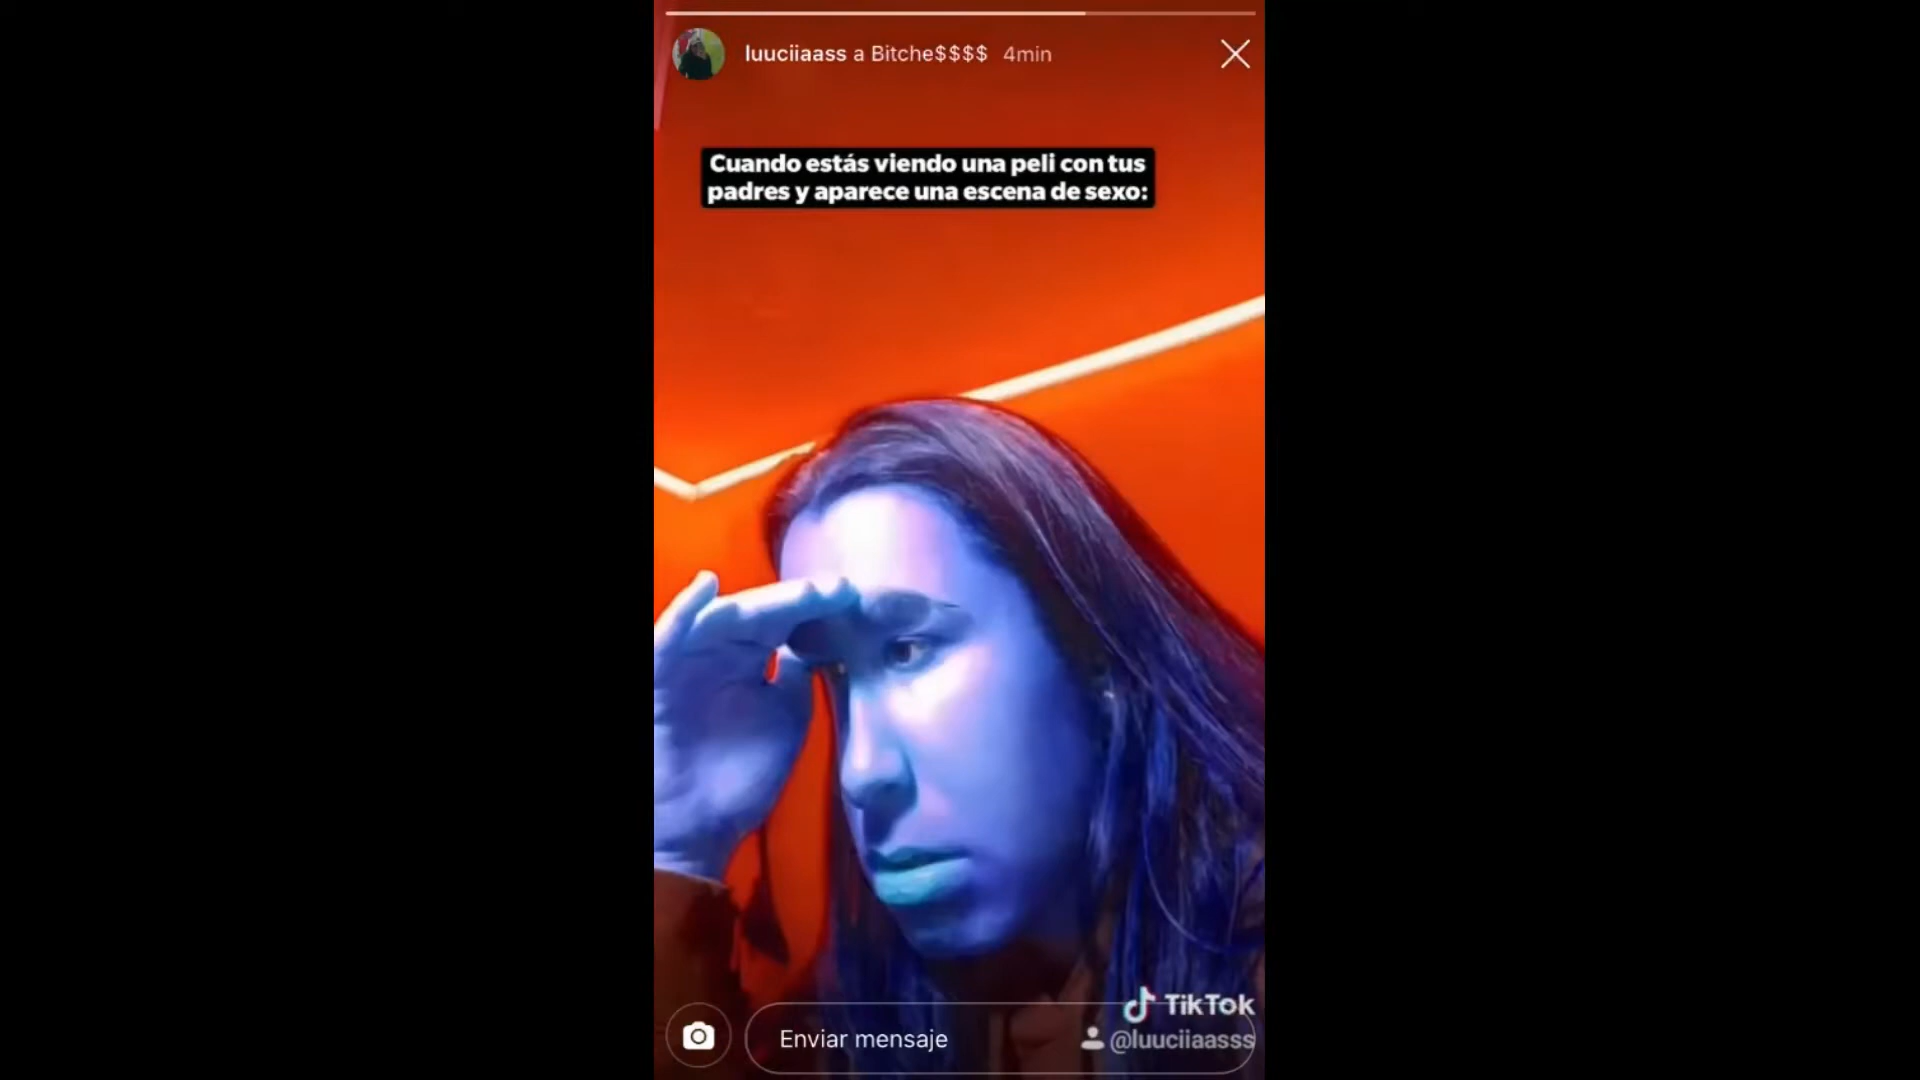 luuciiaass a Bitche$$$$ 4min
Cuando estás viendo una peli con tus
padres y aparece una escena de sexo:
TikTok
Enviar mensaje
@luuciiaasss